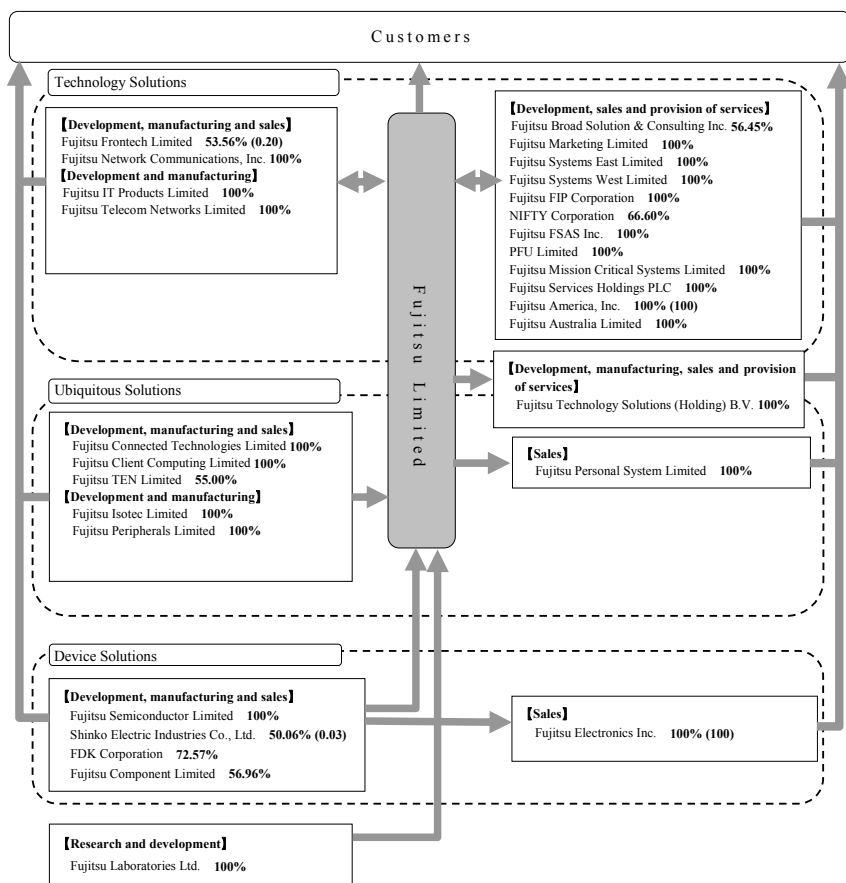 Customers
Technology Solutions
【Development, manufacturing and sales】
Fujitsu Frontech Limited 53.56% (0.20)
Fujitsu Network Communications, Inc. 100%
【Development and manufacturing】
Fujitsu IT Products Limited 100%
Fujitsu Telecom Networks Limited 100%
Fujitsu Limited
【Development, sales and provision of services】
Fujitsu Broad Solution & Consulting Inc. 56.45%
Fujitsu Marketing Limited 100%
Fujitsu Systems East Limited 100%
Fujitsu Systems West Limited 100%
Fujitsu FIP Corporation 100%
NIFTY Corporation 66.60%
Fujitsu FSAS Inc. 100%
PFU Limited 100%
Fujitsu Mission Critical Systems Limited 100%
Fujitsu Services Holdings PLC 100%
Fujitsu America, Inc. 100% (100)
Fujitsu Australia Limited 100%
【Development, manufacturing, sales and provision
of services】
Fujitsu Technology Solutions (Holding) B.V. 100%
Ubiquitous Solutions
【Development, manufacturing and sales】
Fujitsu Connected Technologies Limited 100%
Fujitsu Client Computing Limited 100%
Fujitsu TEN Limited 55.00%
【Development and manufacturing】
Fujitsu Isotec Limited 100%
Fujitsu Peripherals Limited 100%
【Sales】
Fujitsu Personal System Limited 100%
Device Solutions
【Development, manufacturing and sales】
Fujitsu Semiconductor Limited 100%
Shinko Electric Industries Co., Ltd. 50.06% (0.03)
FDK Corporation 72.57%
Fujitsu Component Limited 56.96%
【Sales】
Fujitsu Electronics Inc. 100% (100)
【Research and development】
Fujitsu Laboratories Ltd. 100%